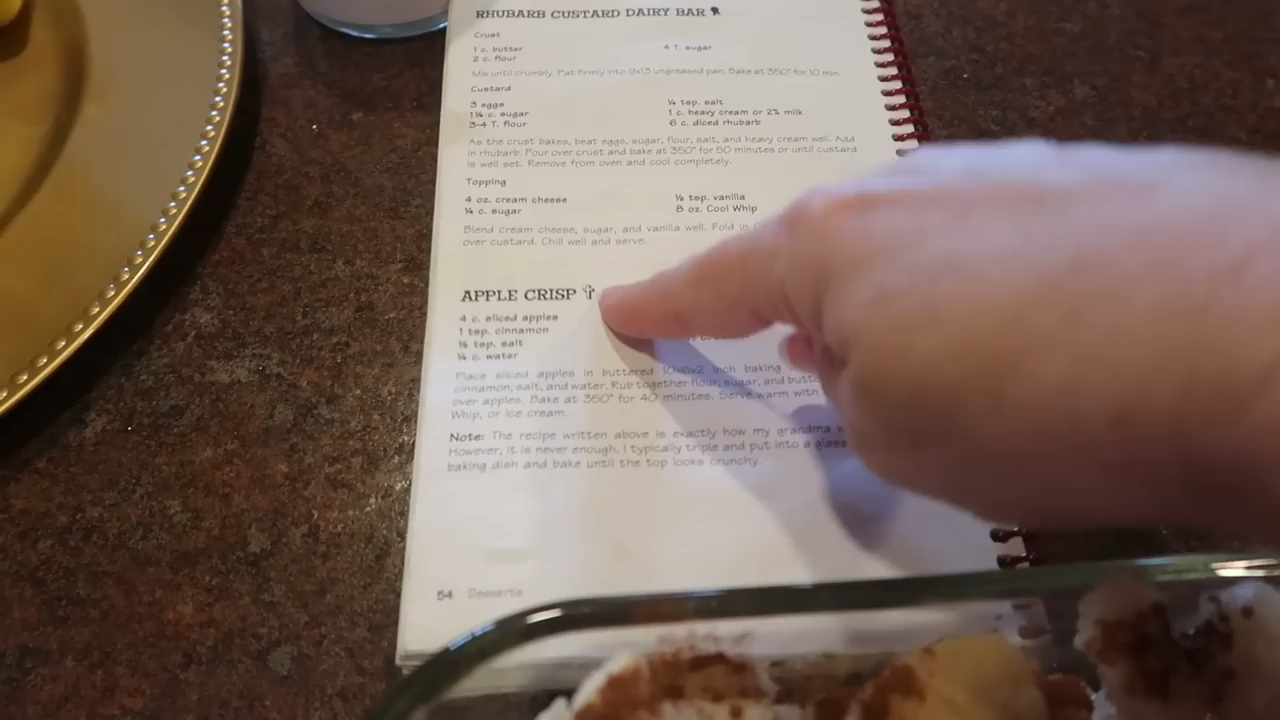 RHUBARB CUSTARD DAIRY BAR
Crust
1 c. butter 4 T. sugar
2 c. flour
Mix until crumbly. Pat firmly into 9x13 ungreased pan. Bake at 350° for 10 min.
Custard
3 eggs ¼ tsp. salt
1¼ c. sugar 1 c. heavy cream or 2% milk
3-4 T. flour 6 c. diced rhubarb
As the crust bakes, beat eggs, sugar, flour, salt, and heavy cream well. Add
in rhubarb. Pour over crust and bake at 350° for 50 minutes or until custard
is well set. Remove from oven and cool completely.
Topping
4 oz. cream cheese ½ tsp. vanilla
¼ c. sugar 8 oz. Cool Whip
Blend cream cheese, sugar, and vanilla well. Fold in
over custard. Chill well and serve.
APPLE CRISP
4 c. sliced apples
1 tsp. cinnamon
½ tsp. salt
¼ c. water
Place sliced apples in buttered 10x6x2 inch baking
cinnamon, salt, and water. Rub together flour, sugar, and
over apples. Bake at 350° for 40 minutes. Serve warm with
Whip, or ice cream.
Note: The recipe written above is exactly how my grandma
However, it is never enough. I typically triple and put into a glass
baking dish and bake until the top looks crunchy.
54 Desserts